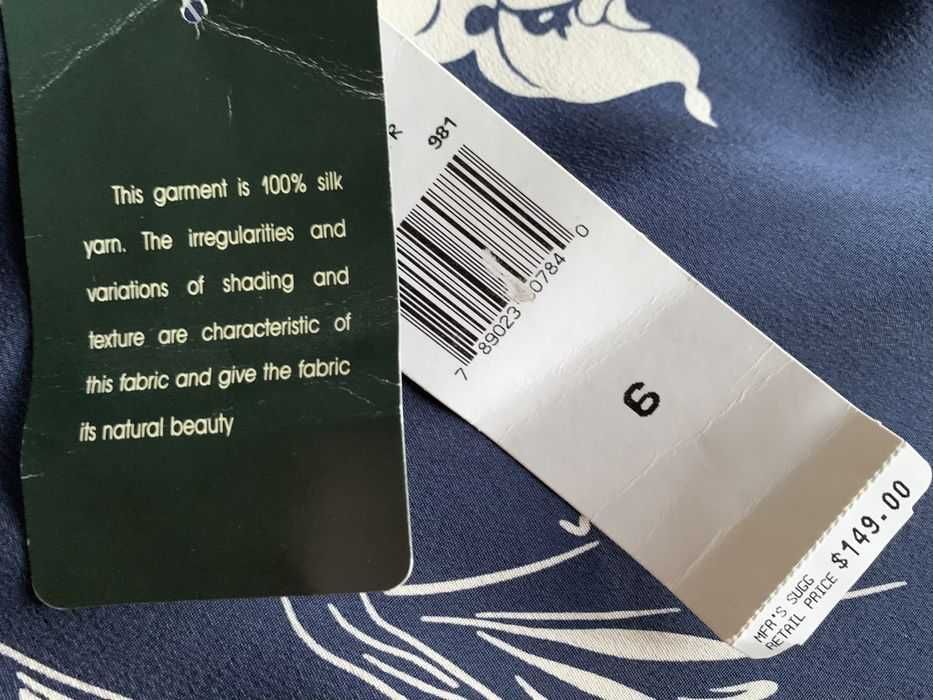 This garment is 100% silk
yarn. The irregularities and
variations of shading and
texture are characteristic of
this fabric and give the fabric
its natural beauty
R 981
7 89023 0784 0
6
MFR'S SUGG
RETAIL PRICE $149.00